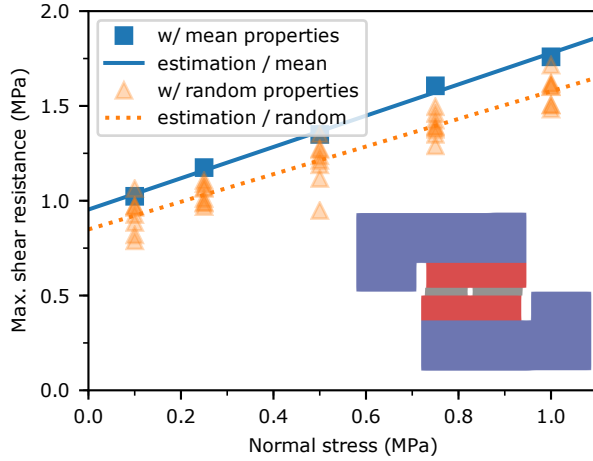 2.0
1.5
1.0
0.5
0.0
Max. shear resistance (MPa)
w/ mean properties
estimation / mean
w/ random properties
estimation / random
0.0 0.2 0.4 0.6 0.8 1.0
Normal stress (MPa)